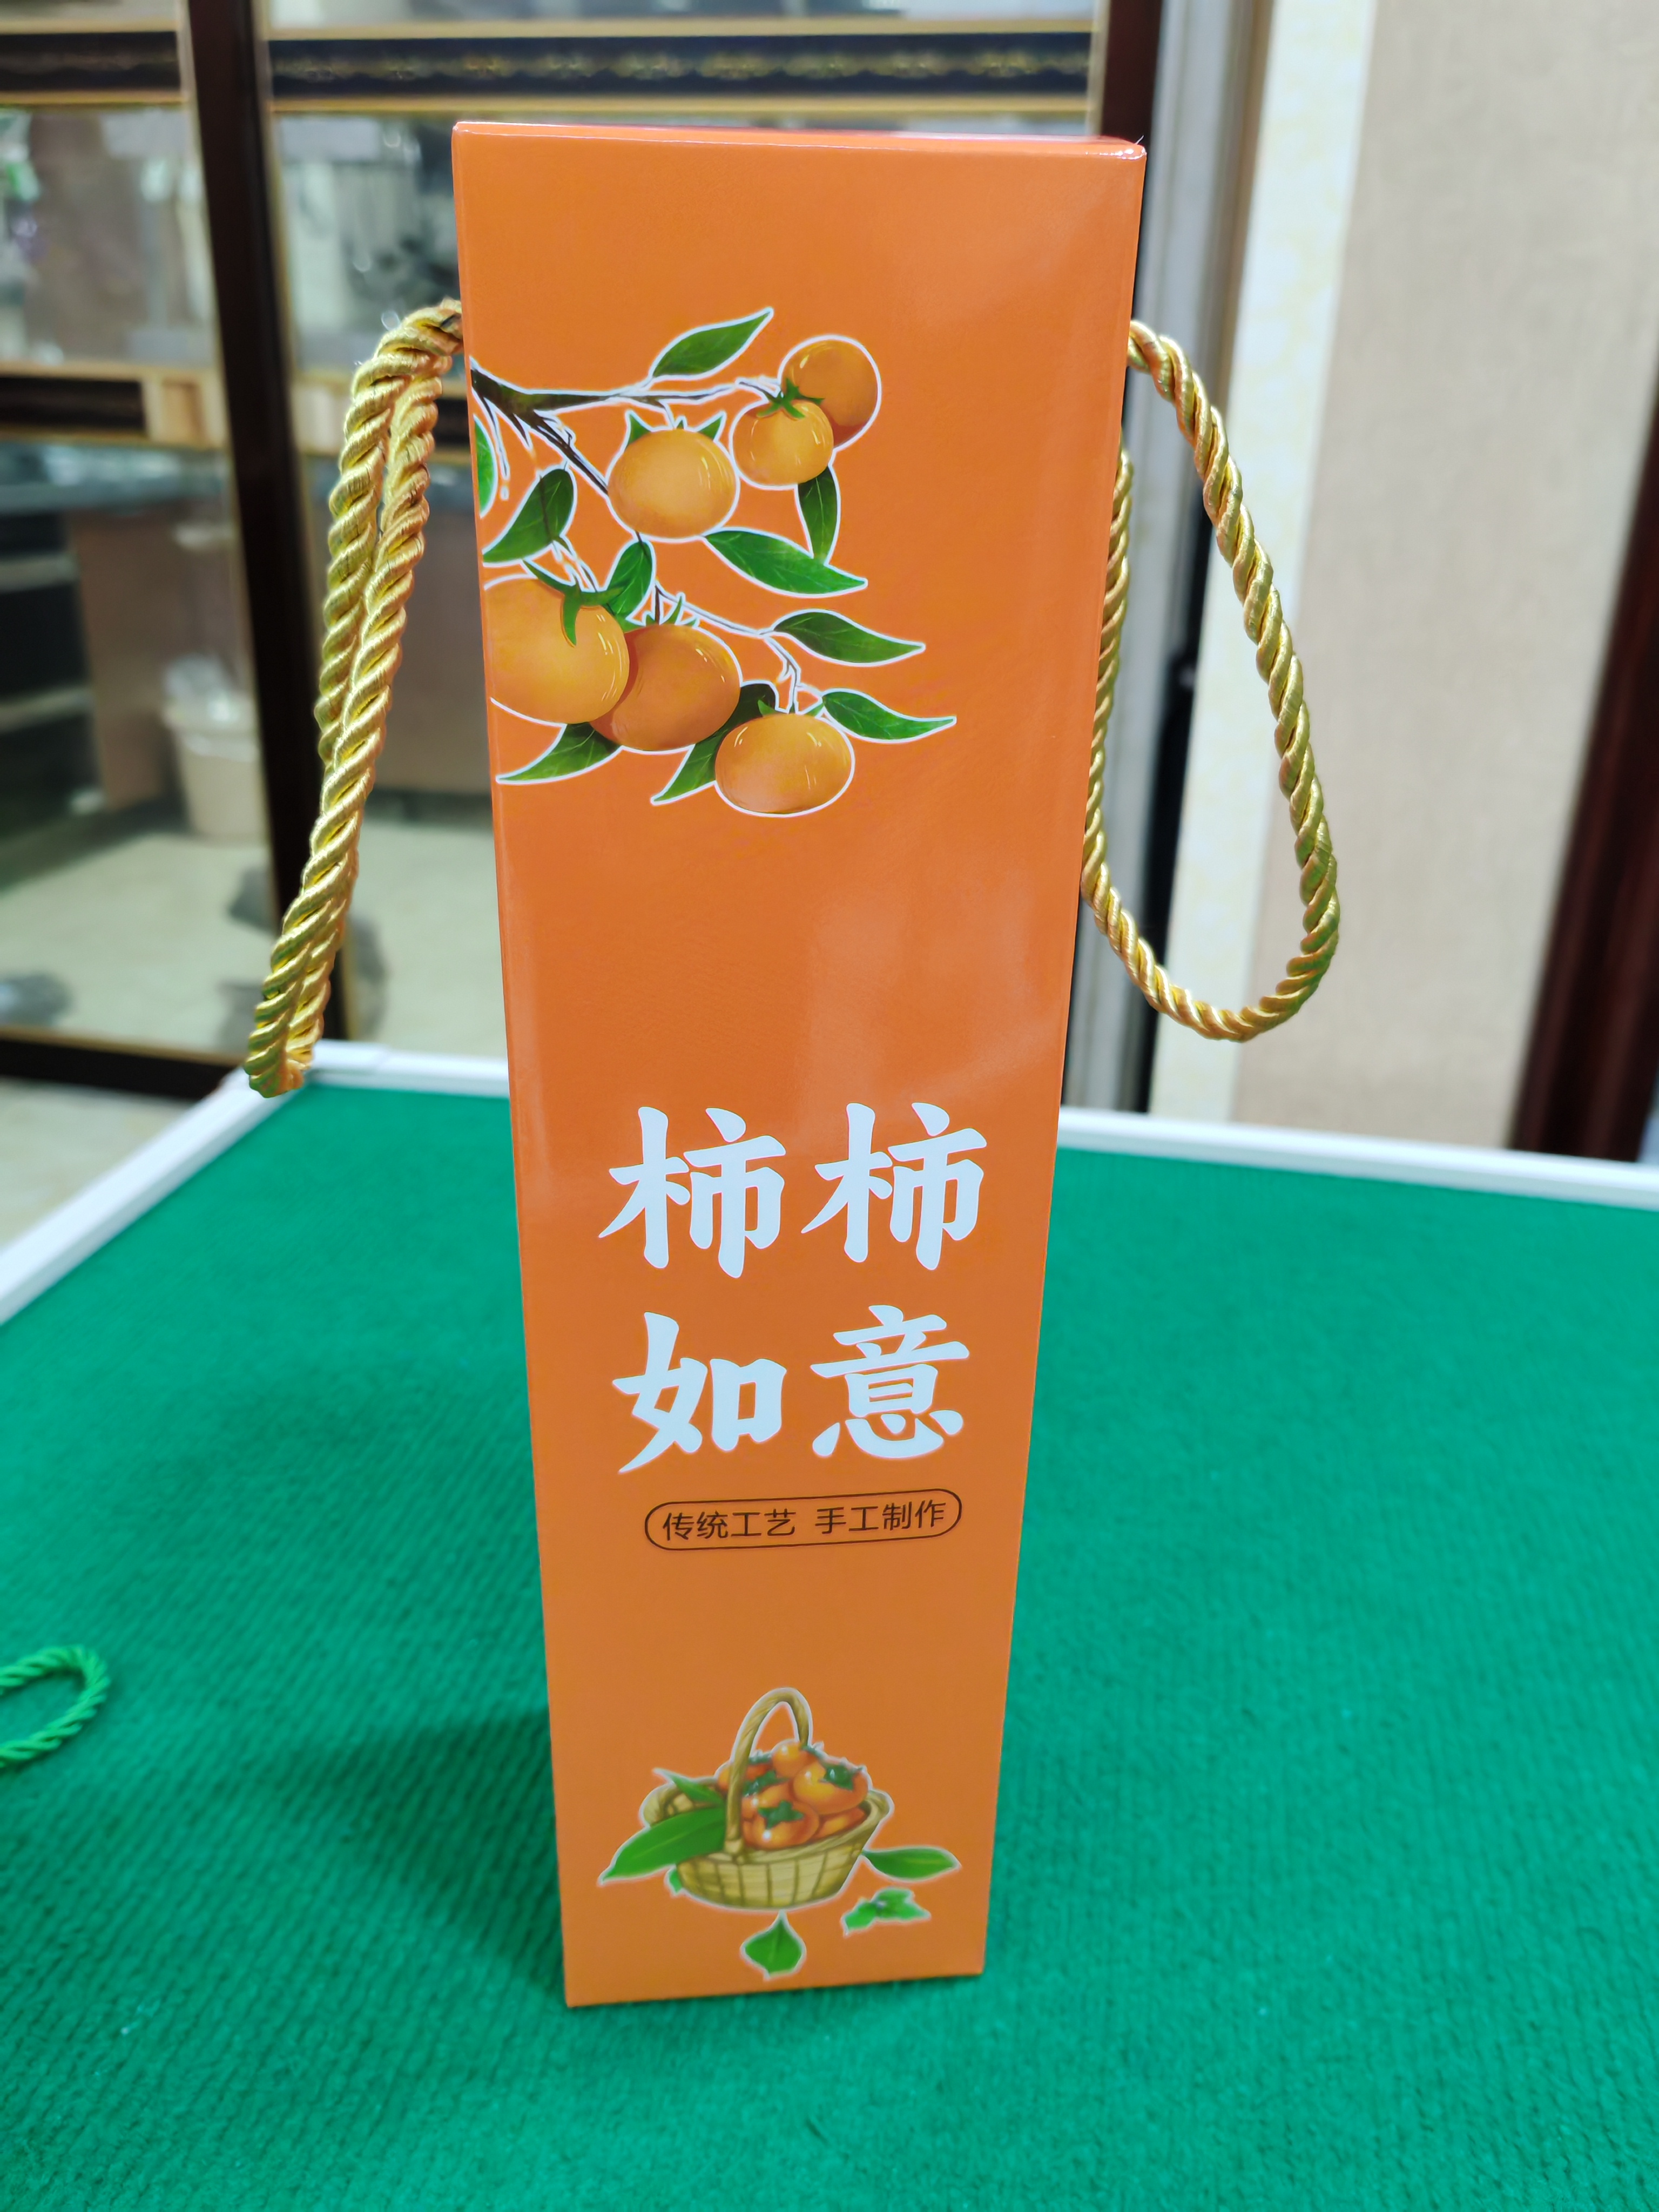 柿柿
如意
传统工艺 手工制作